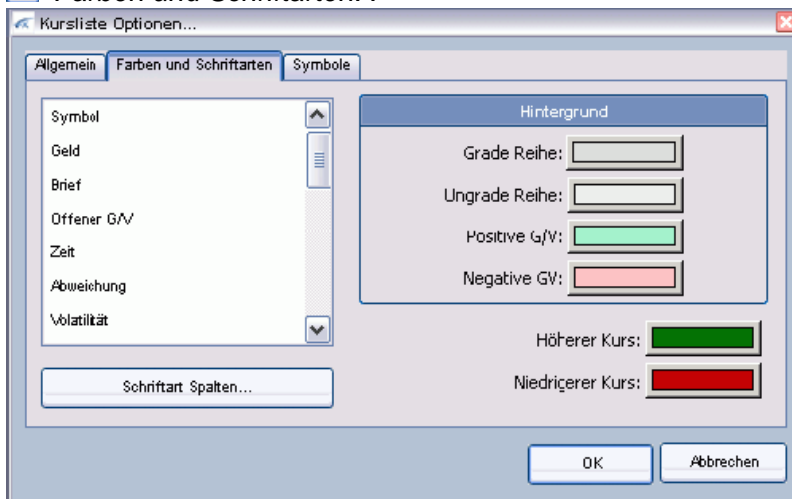 Farben und Schriftarten...
Kursliste Optionen...
Allgemein Farben und Schriftarten Symbole
Symbol
Geld
Brief
Offener G/V
Zeit
Abweichung
Volatilität
Schriftart Spalten...
Hintergrund
Grade Reihe:
Ungrade Reihe:
Positive G/V:
Negative GV:
Höherer Kurs:
Niedrigerer Kurs:
OK Abbrechen